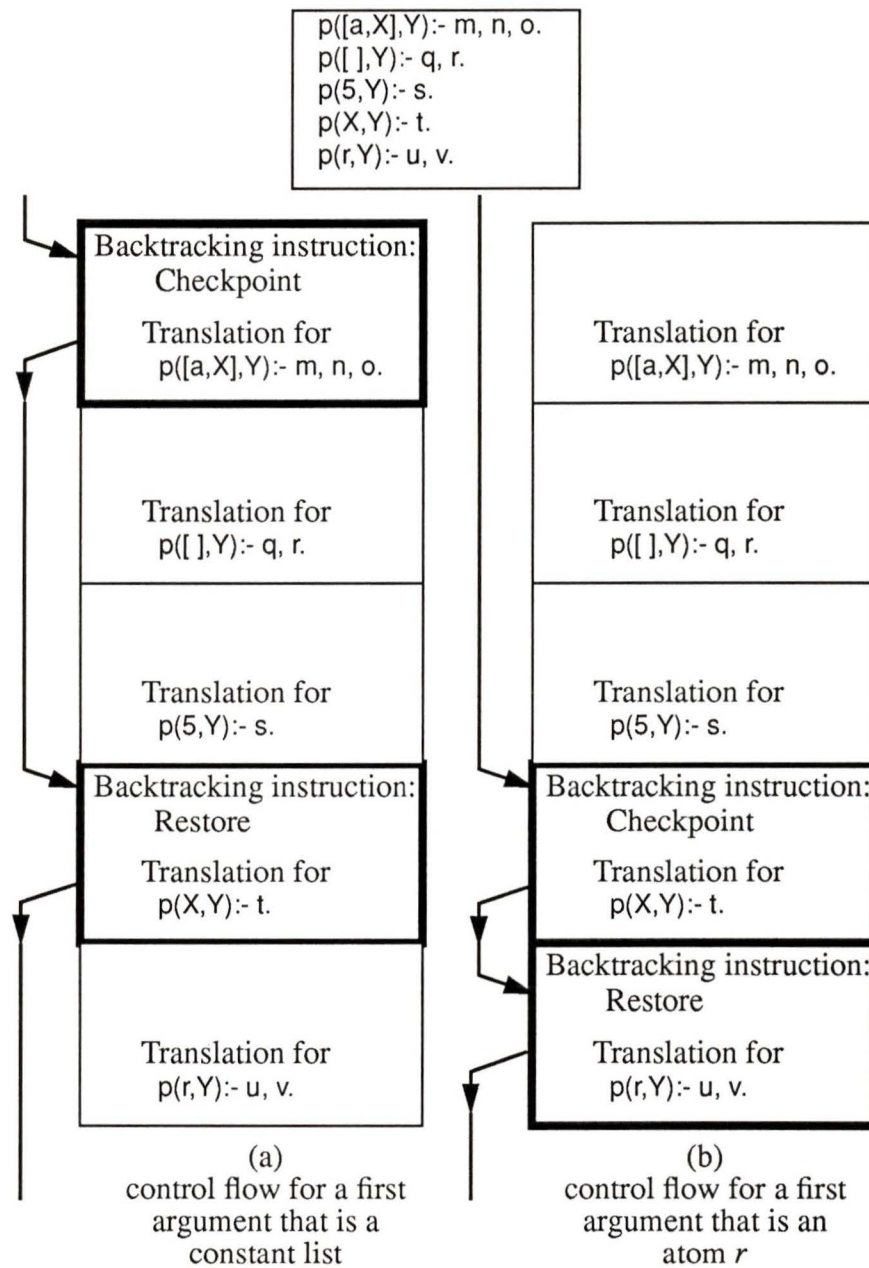 p([a,X],Y):- m, n, o.
p([ ],Y):- q, r.
p(5,Y):- s.
p(X,Y):- t.
p(r,Y):- u, v.
Backtracking instruction:
Checkpoint
Translation for
p([a,X],Y):- m, n, o.
Translation for
p([ ],Y):- q, r.
Translation for
p(5,Y):- s.
Backtracking instruction:
Restore
Translation for
p(X,Y):- t.
Translation for
p(r,Y):- u, v.
(a)
control flow for a first
argument that is a
constant list
Translation for
p([a,X],Y):- m, n, o.
Translation for
p([ ],Y):- q, r.
Translation for
p(5,Y):- s.
Backtracking instruction:
Checkpoint
Translation for
p(X,Y):- t.
Backtracking instruction:
Restore
Translation for
p(r,Y):- u, v.
(b)
control flow for a first
argument that is an
atom r